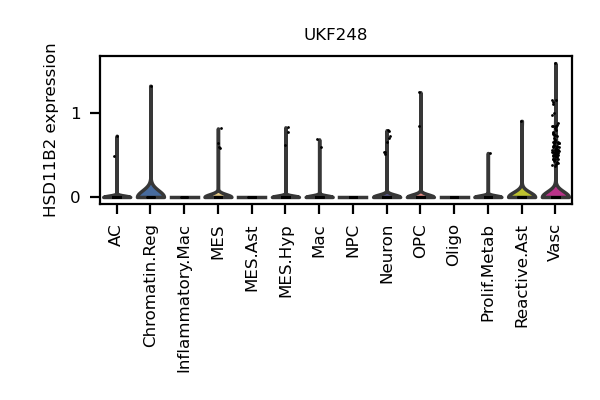 UKF248
HSD11B2 expression
1
0
AC
Chromatin.Reg
Inflammatory.Mac
MES
MES.Ast
MES.Hyp
Mac
NPC
Neuron
OPC
Oligo
Prolif.Metab
Reactive.Ast
Vasc